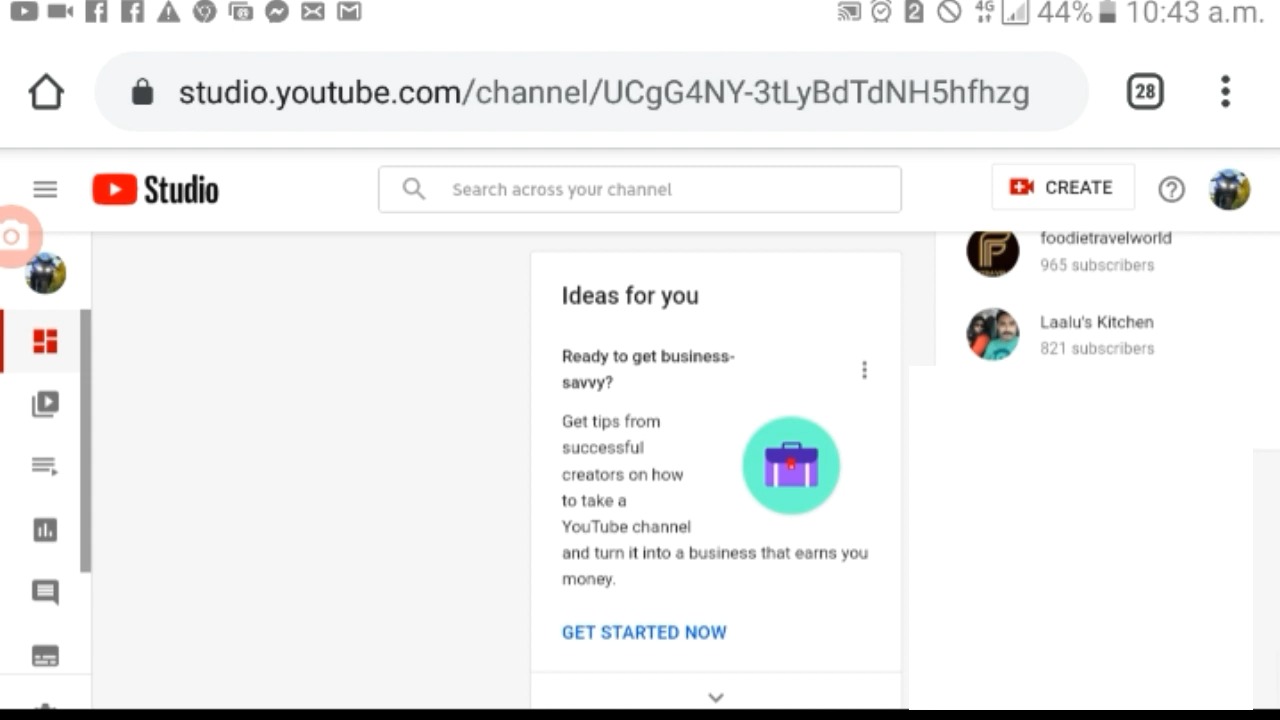 2 4G 44% 10:43 a.m.
studio.youtube.com/channel/UCgG4NY-3tLyBdTdNH5hfhzg 28
Studio Search across your channel CREATE
foodietravelworld
965 subscribers
Laalu's Kitchen
821 subscribers
Ideas for you
Ready to get business-
savvy?
Get tips from
successful
creators on how
to take a
YouTube channel
and turn it into a business that earns you
money.
GET STARTED NOW